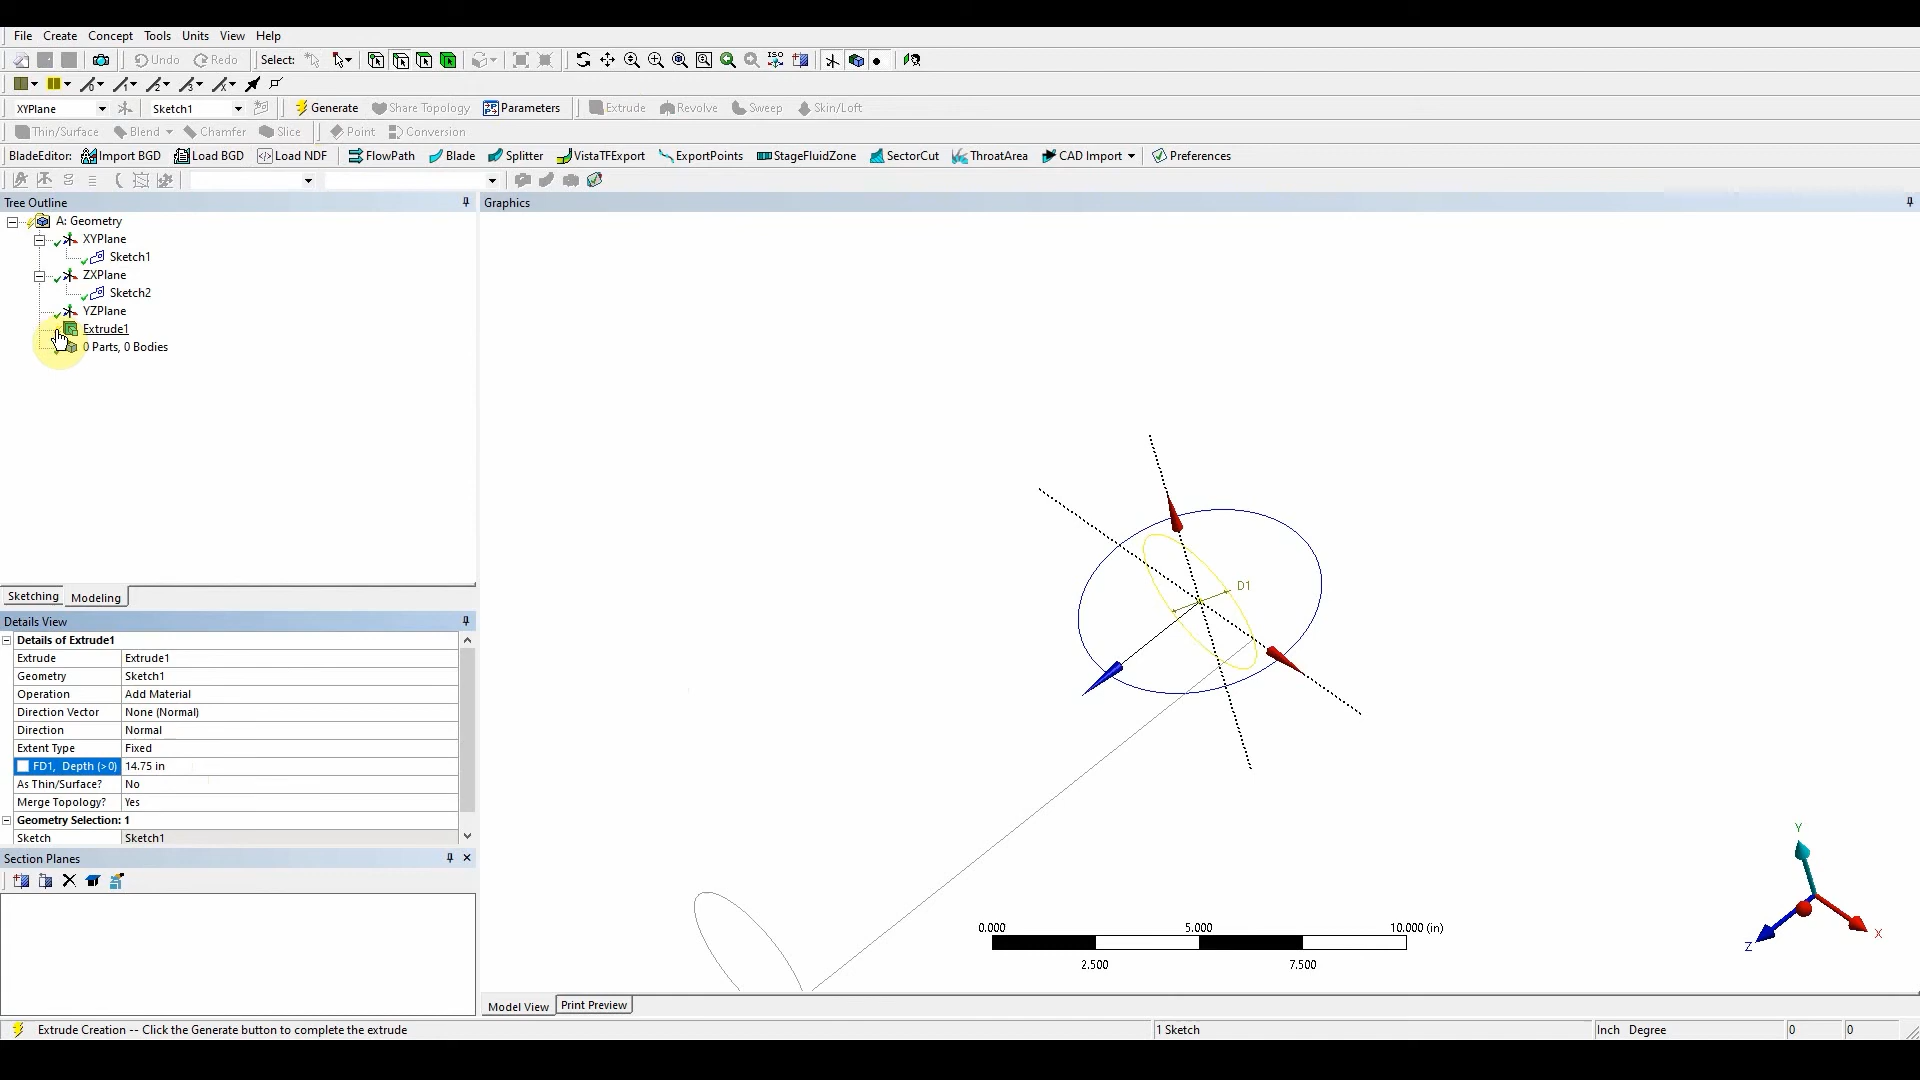 File Create Concept Tools Units View Help
Undo Redo Select: ISO
XYPlane Sketch1 Generate Share Topology Parameters Extrude Revolve Sweep Skin/Loft
Thin/Surface Blend Chamfer Slice Point Conversion
BladeEditor: Import BGD Load BGD Load NDF FlowPath Blade Splitter VistaTFExport ExportPoints StageFluidZone SectorCut ThroatArea CAD Import Preferences
Tree Outline
A: Geometry
XYPlane
Sketch1
ZXPlane
Sketch2
YZPlane
Extrude1
0 Parts, 0 Bodies
Sketching Modeling
Details View
Details of Extrude1
Extrude Extrude1
Geometry Sketch1
Operation Add Material
Direction Vector None (Normal)
Direction Normal
Extent Type Fixed
FD1, Depth (>0) 14.75 in
As Thin/Surface? No
Merge Topology? Yes
Geometry Selection: 1
Sketch Sketch1
Section Planes
Graphics
D1
0.000 5.000 10.000 (in)
2.500 7.500
Y
X
Z
Model View Print Preview
Extrude Creation -- Click the Generate button to complete the extrude 1 Sketch Inch Degree 0 0